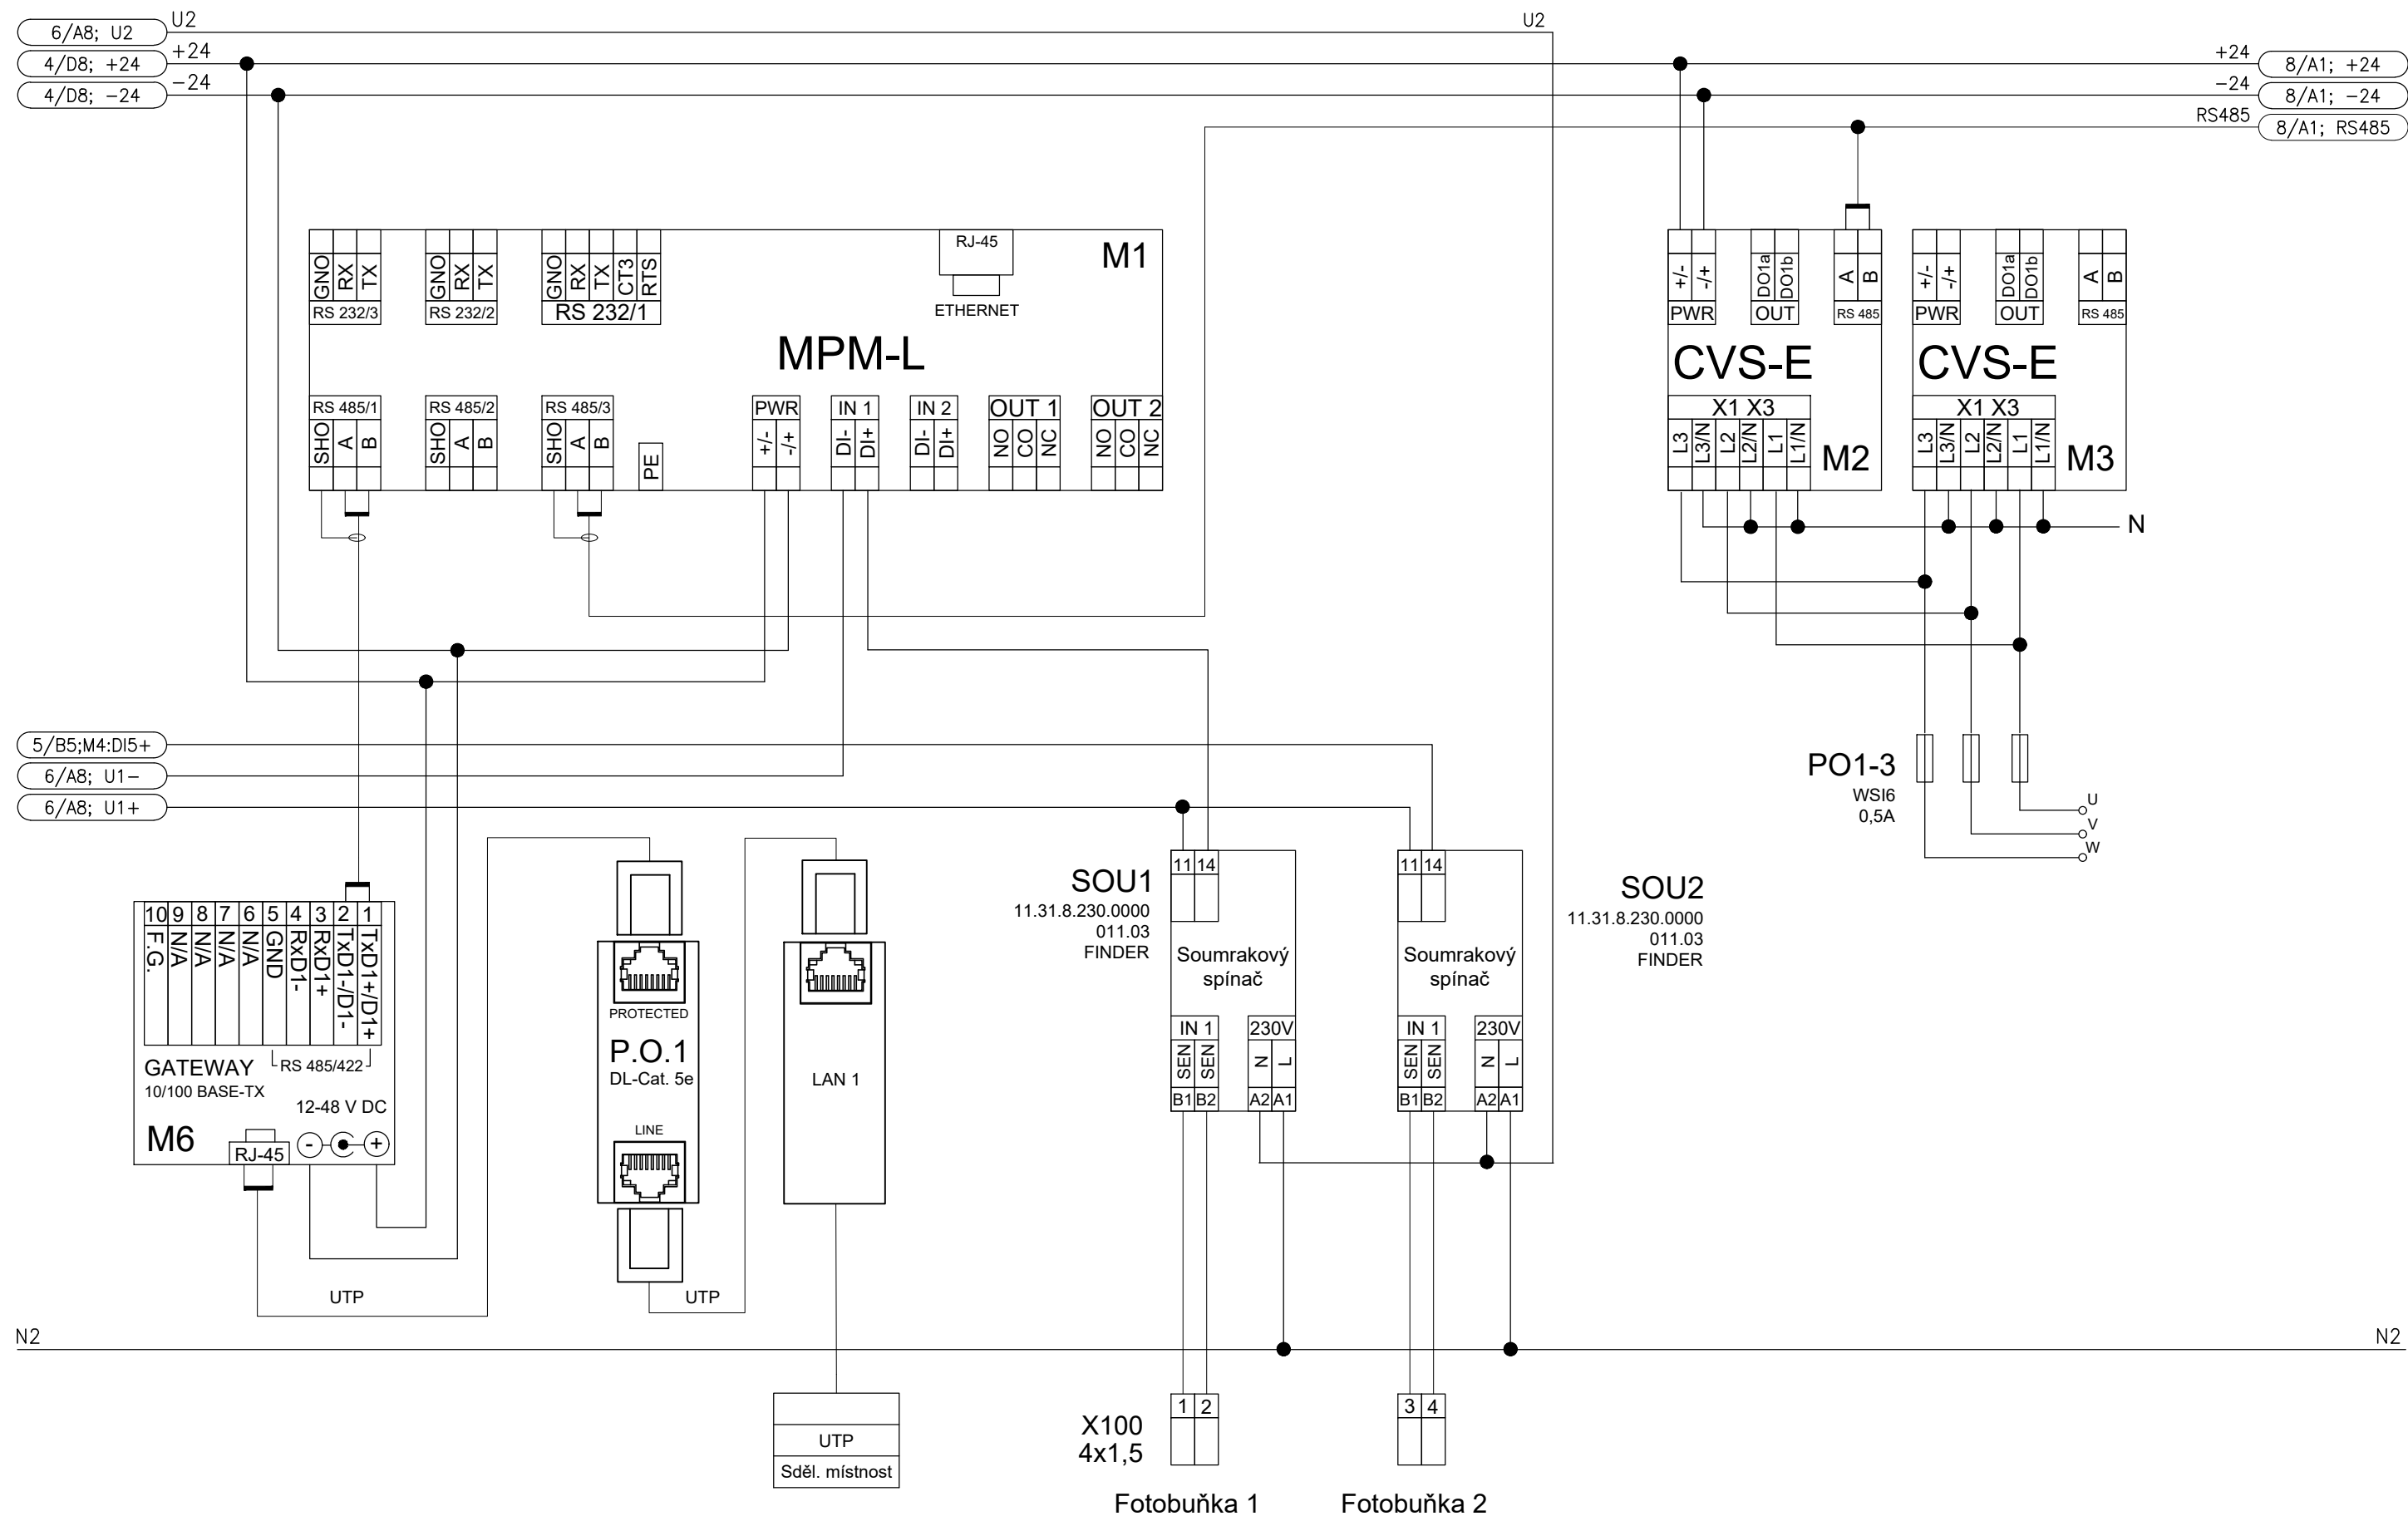 6/A8; U2
U2
U2
4/D8; +24
+24
+24
8/A1; +24
4/D8; -24
-24
-24
8/A1; -24
RS485
8/A1; RS485
GNO
RX
TX
RS 232/3
GNO
RX
TX
RS 232/2
GNO
RX
TX
CT3
RTS
RS 232/1
RJ-45
ETHERNET
M1
MPM-L
RS 485/1
SHO
A
B
RS 485/2
SHO
A
B
RS 485/3
SHO
A
B
PE
PWR
+/-
-/+
IN 1
DI-
DI+
IN 2
DI-
DI+
OUT 1
NO
CO
NC
OUT 2
NO
CO
NC
+/-
-/+
PWR
DO1a
DO1b
OUT
A
B
RS 485
CVS-E
X1 X3
L3
L3/N
L2
L2/N
L1
L1/N
M2
+/-
-/+
PWR
DO1a
DO1b
OUT
A
B
RS 485
CVS-E
X1 X3
L3
L3/N
L2
L2/N
L1
L1/N
M3
N
PO1-3
WSI6
0,5A
U
V
W
5/B5;M4:DI5+
6/A8; U1-
6/A8; U1+
10 9 8 7 6 5 4 3 2 1
F.G.
N/A
N/A
N/A
N/A
GND
RxD1-
RxD1+
TxD1-/D1-
TxD1+/D1+
RS 485/422
GATEWAY
10/100 BASE-TX
12-48 V DC
M6
RJ-45
-
+
UTP
PROTECTED
P.O.1
DL-Cat. 5e
LINE
UTP
LAN 1
UTP
Sděl. místnost
SOU1
11.31.8.230.0000
011.03
FINDER
11 14
Soumrakový
spínač
IN 1
SEN
SEN
B1 B2
230V
N
L
A2 A1
11 14
Soumrakový
spínač
IN 1
SEN
SEN
B1 B2
230V
N
L
A2 A1
SOU2
11.31.8.230.0000
011.03
FINDER
N2
N2
X100
4x1,5
1 2
3 4
Fotobuňka 1
Fotobuňka 2